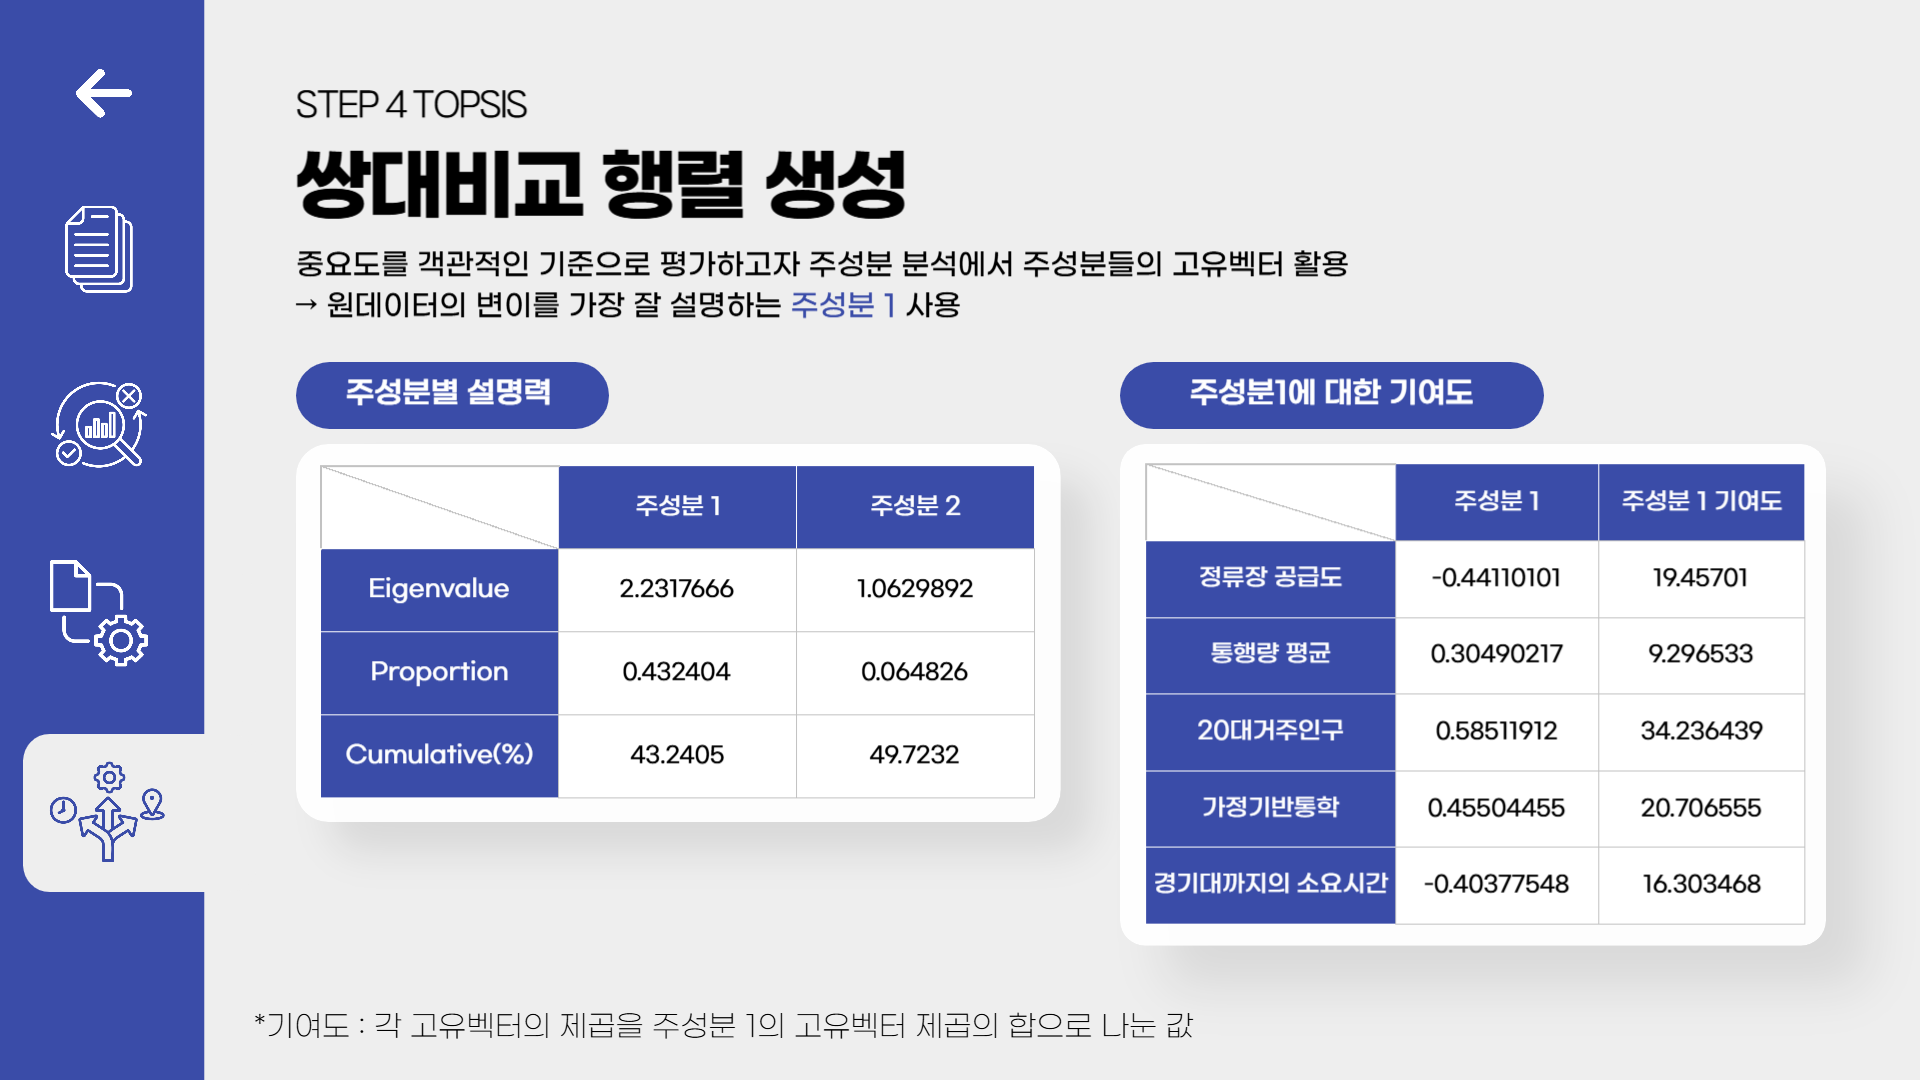 STEP 4 TOPSIS
쌍대비교 행렬 생성
중요도를 객관적인 기준으로 평가하고자 주성분 분석에서 주성분들의 고유벡터 활용
→ 원데이터의 변이를 가장 잘 설명하는 주성분 1 사용
주성분별 설명력
주성분 1 주성분 2
Eigenvalue 2.2317666 1.0629892
Proportion 0.432404 0.064826
Cumulative(%) 43.2405 49.7232
주성분1에 대한 기여도
주성분 1 주성분 1 기여도
정류장 공급도 -0.44110101 19.45701
통행량 평균 0.30490217 9.296533
20대거주인구 0.58511912 34.236439
가정기반통학 0.45504455 20.706555
경기대까지의 소요시간 -0.40377548 16.303468
*기여도 : 각 고유벡터의 제곱을 주성분 1의 고유벡터 제곱의 합으로 나눈 값